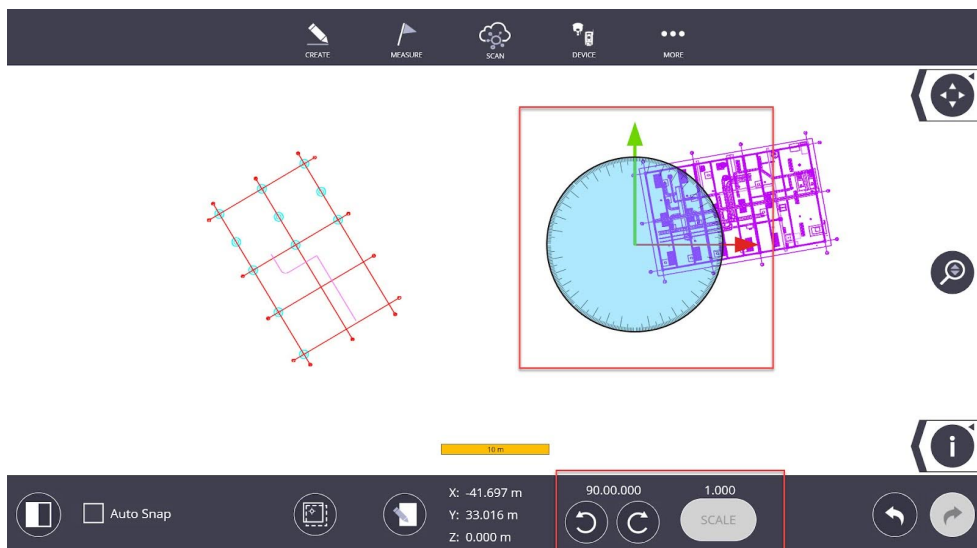 CREATE
MEASURE
SCAN
DEVICE
MORE
10 m
Auto Snap
X: -41.697 m
Y: 33.016 m
Z: 0.000 m
90.00.000
1.000
SCALE